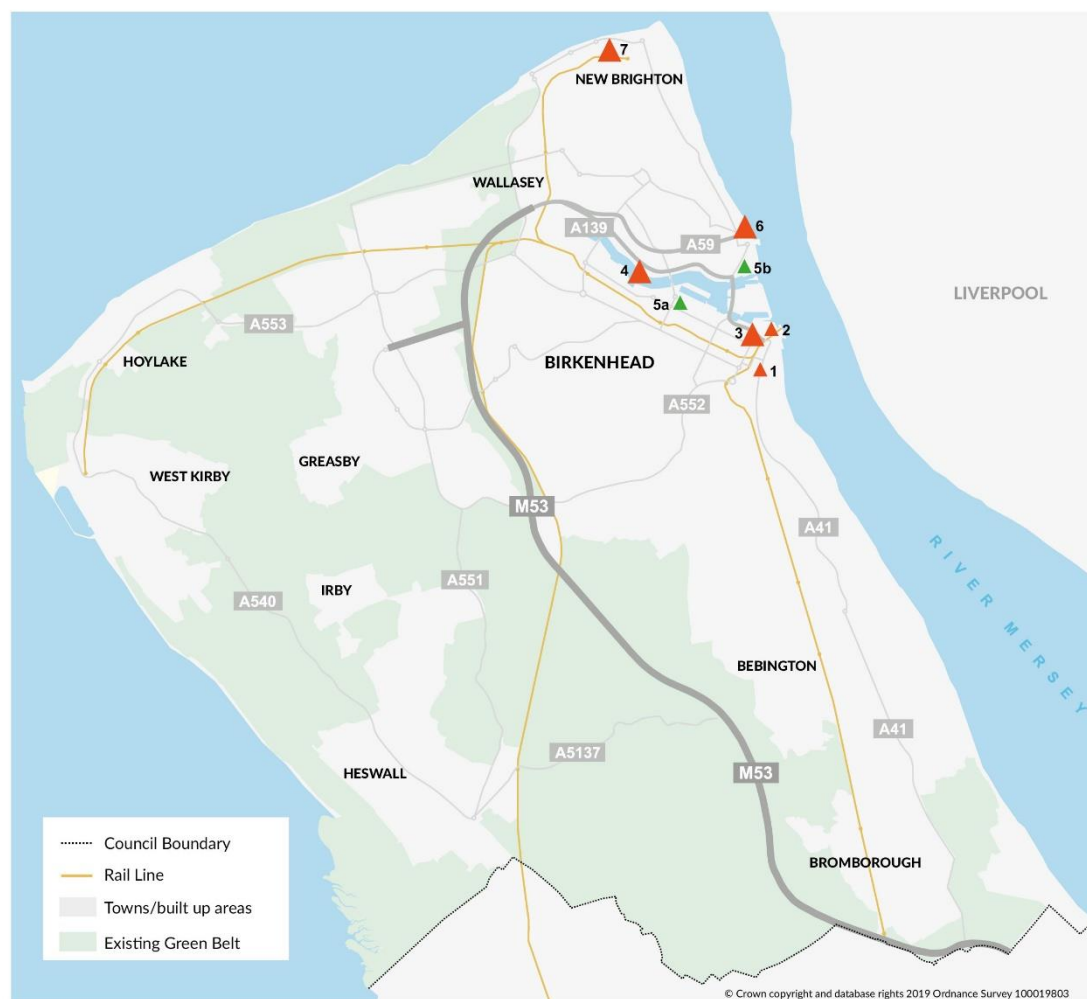 7
NEW BRIGHTON
WALLASEY
A139
6
A59
4
5b
5a
LIVERPOOL
A553
3
2
HOYLAKE
BIRKENHEAD
1
A552
WEST KIRBY
GREASBY
M53
A41
RIVER MERSEY
IRBY
A551
A540
BEBINGTON
A41
A5137
HESWALL
M53
Council Boundary
Rail Line
Towns/built up areas
Existing Green Belt
BROMBOROUGH
© Crown copyright and database rights 2019 Ordnance Survey 100019803